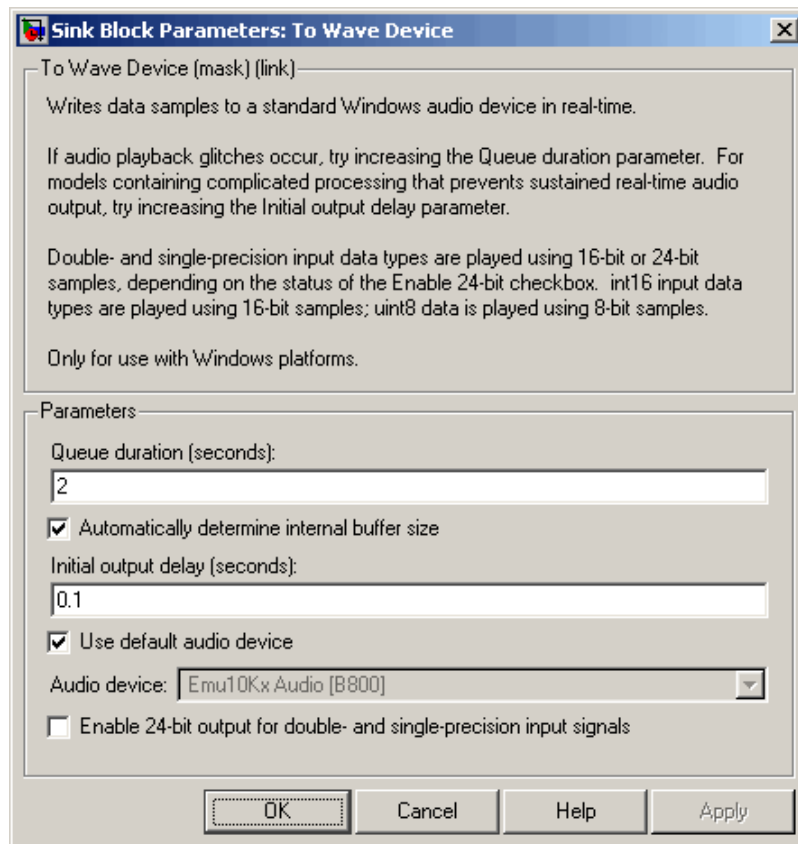 Sink Block Parameters: To Wave Device
To Wave Device (mask) (link)
Writes data samples to a standard Windows audio device in real-time.
If audio playback glitches occur, try increasing the Queue duration parameter.  For
models containing complicated processing that prevents sustained real-time audio
output, try increasing the Initial output delay parameter.
Double- and single-precision input data types are played using 16-bit or 24-bit
samples, depending on the status of the Enable 24-bit checkbox.  int16 input data
types are played using 16-bit samples; uint8 data is played using 8-bit samples.
Only for use with Windows platforms.
Parameters
Queue duration (seconds):
2
Automatically determine internal buffer size
Initial output delay (seconds):
0.1
Use default audio device
Audio device: Emu10Kx Audio [B800]
Enable 24-bit output for double- and single-precision input signals
OK Cancel Help Apply